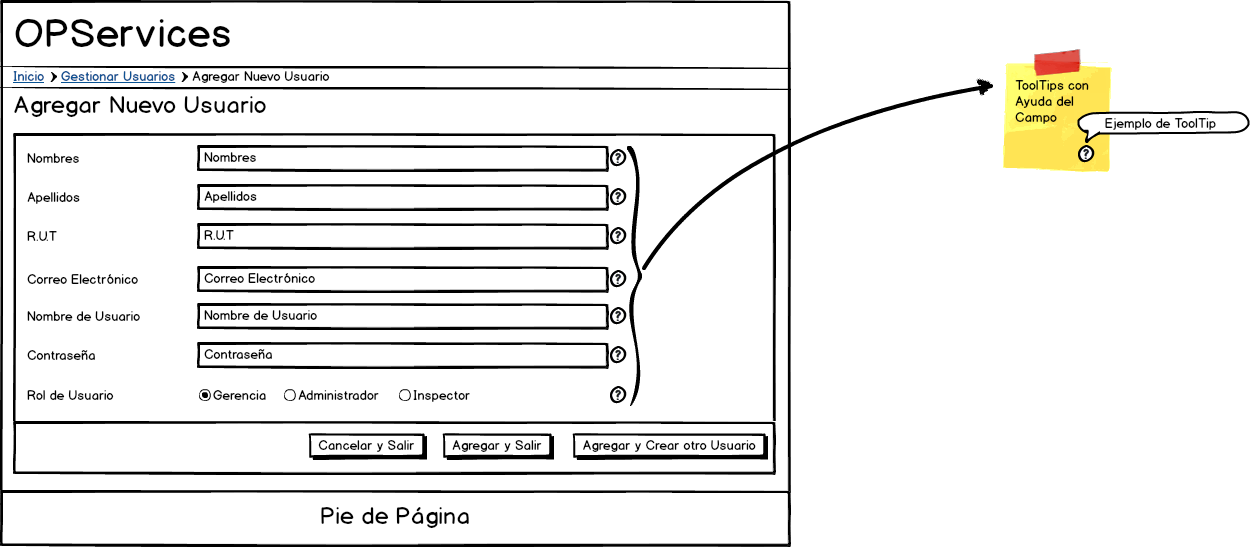 OPServices
Inicio > Gestionar Usuarios > Agregar Nuevo Usuario
Agregar Nuevo Usuario
Nombres Nombres ?
Apellidos Apellidos ?
R.U.T R.U.T ?
Correo Electrónico Correo Electrónico ?
Nombre de Usuario Nombre de Usuario ?
Contraseña Contraseña ?
Rol de Usuario Gerencia Administrador Inspector ?
Cancelar y Salir Agregar y Salir Agregar y Crear otro Usuario
Pie de Página
ToolTips con
Ayuda del
Campo
Ejemplo de ToolTip
?